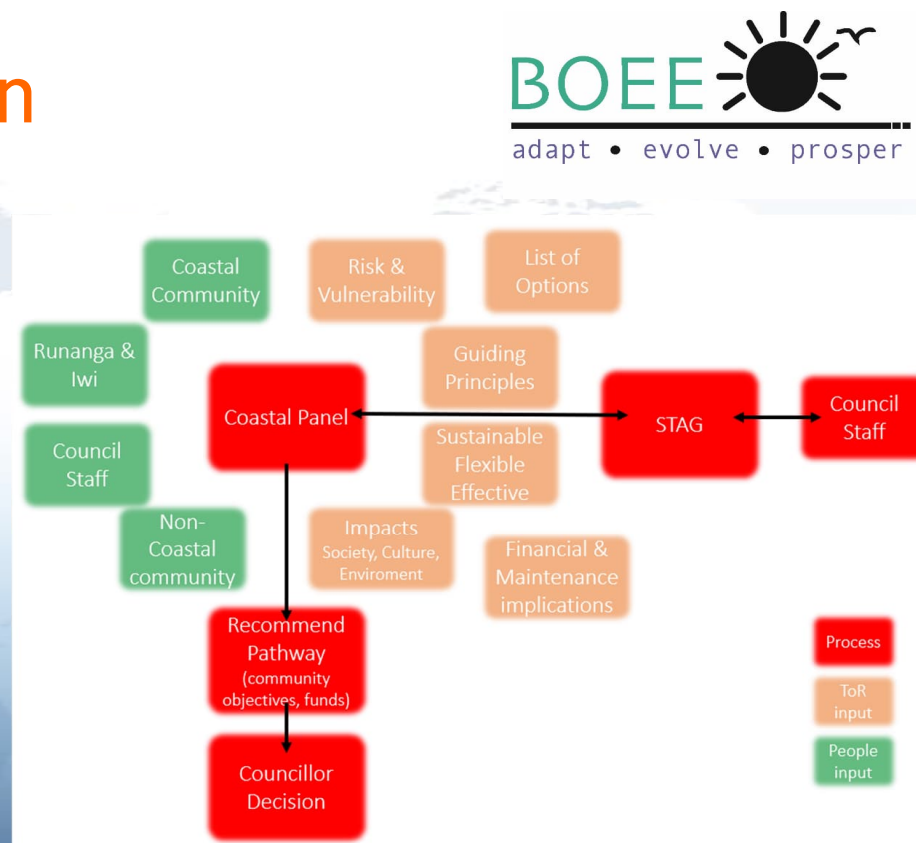 n
BOEE
adapt • evolve • prosper
Coastal
Community
Risk &
Vulnerability
List of
Options
Runanga &
Iwi
Guiding
Principles
Coastal Panel
STAG
Council
Staff
Council
Staff
Sustainable
Flexible
Effective
Non-
Coastal
community
Impacts
Society, Culture,
Enviroment
Financial &
Maintenance
implications
Recommend
Pathway
(community
objectives, funds)
Process
ToR
input
People
input
Councillor
Decision